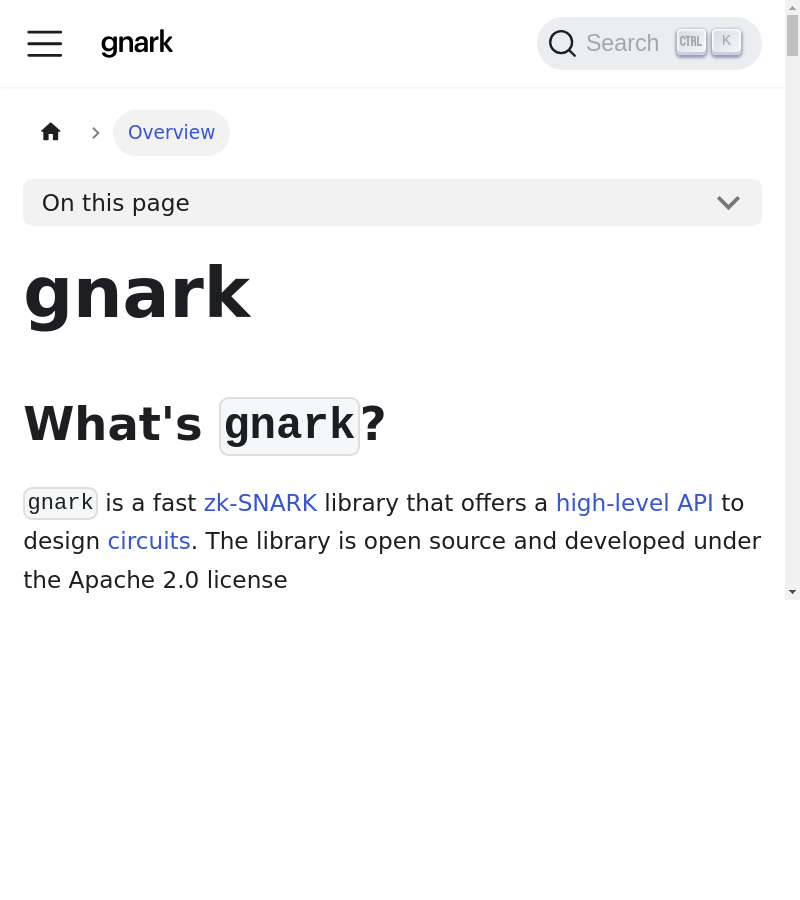 gnark
Search CTRL K
Overview
On this page
gnark
What's gnark?
gnark is a fast zk-SNARK library that offers a high-level API to
design circuits. The library is open source and developed under
the Apache 2.0 license